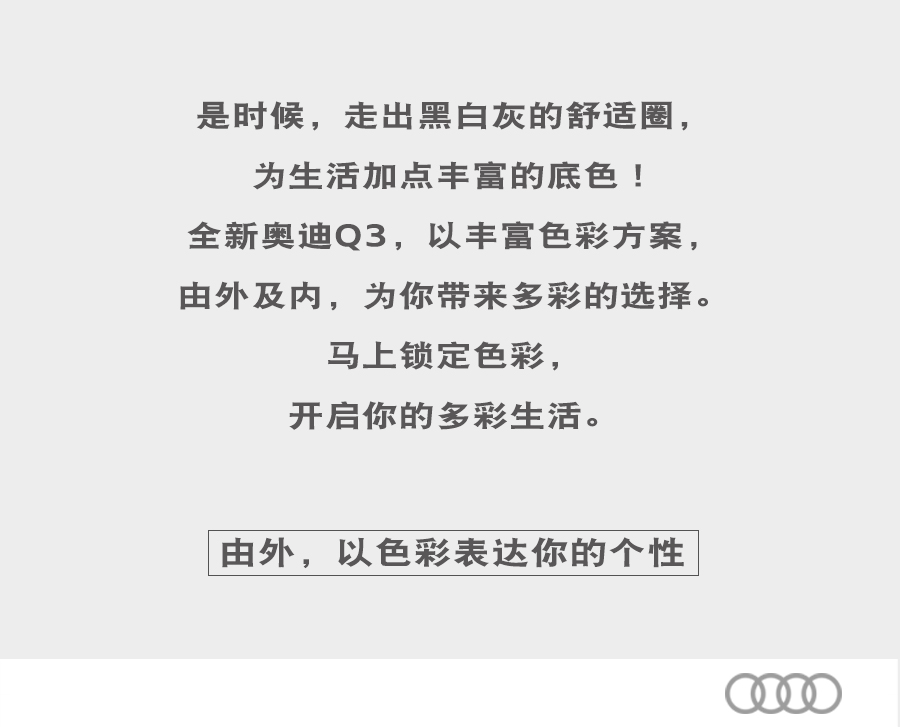 是时候，走出黑白灰的舒适圈，
为生活加点丰富的底色！
全新奥迪Q3，以丰富色彩方案，
由外及内，为你带来多彩的选择。
马上锁定色彩，
开启你的多彩生活。
由外，以色彩表达你的个性